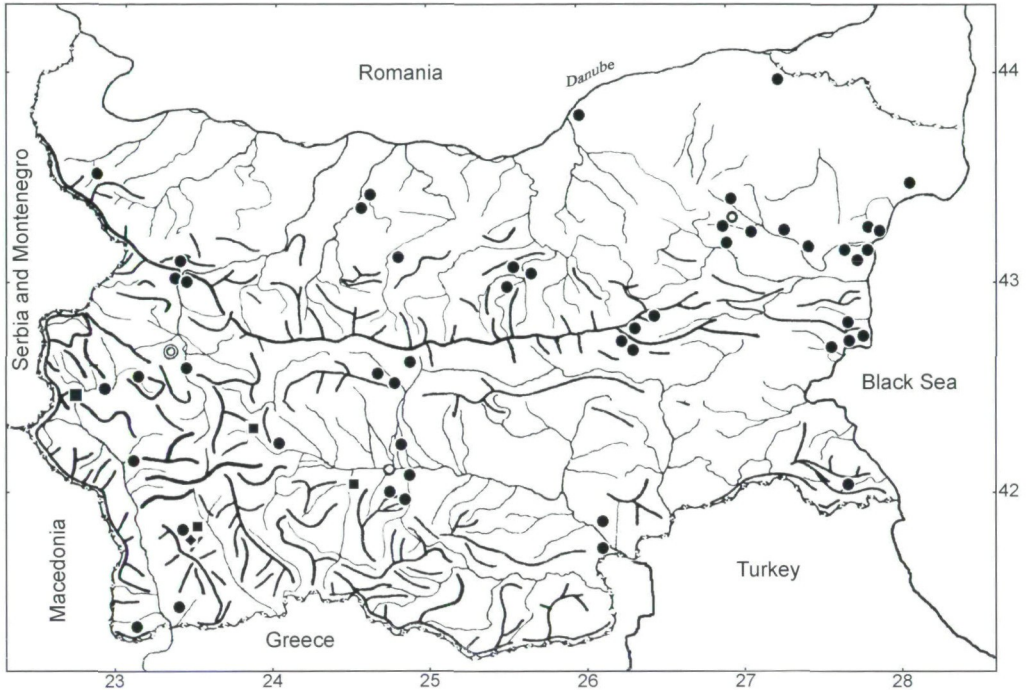 Romania
Danube
44
Serbia and Montenegro
43
Black Sea
42
Macedonia
Turkey
Greece
23 24 25 26 27 28